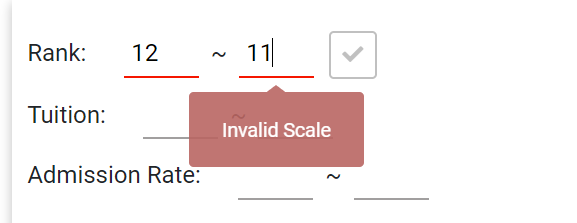 Rank: 12 ~ 11
Tuition: ~
Invalid Scale
Admission Rate: ~